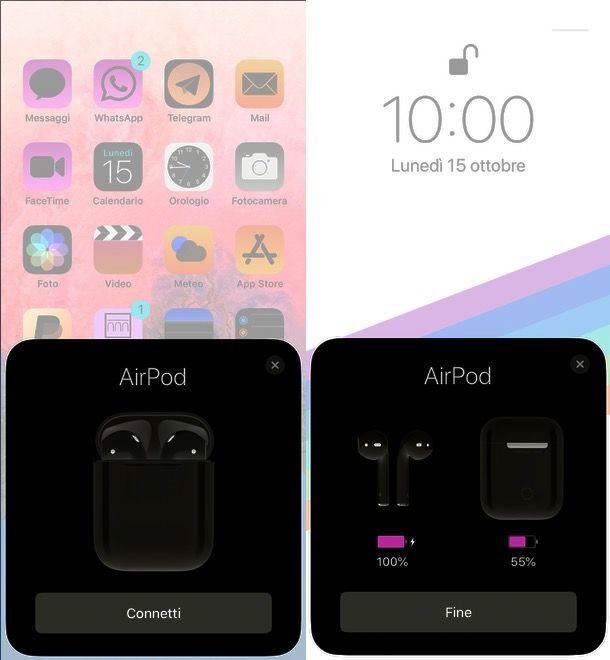 2
1
Messaggi
WhatsApp
Telegram
Mail
Lunedì
15
FaceTime
Calendario
Orologio
Fotocamera
Foto
Video
Meteo
App Store
AirPod
Connetti
10:00
Lunedì 15 ottobre
AirPod
100%
55%
Fine